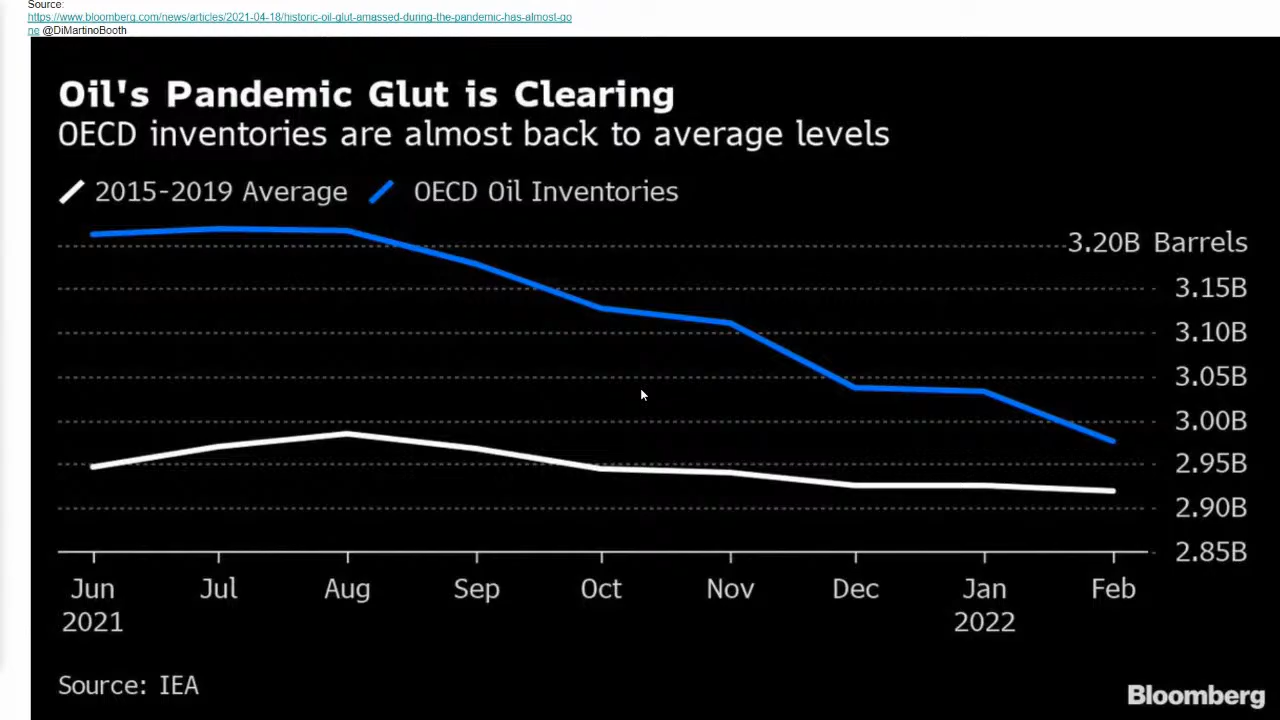 Source:
https://www.bloomberg.com/news/articles/2021-04-18/historic-oil-glut-amassed-during-the-pandemic-has-almost-go
ne @DiMartinoBooth
Oil's Pandemic Glut is Clearing
OECD inventories are almost back to average levels
2015-2019 Average OECD Oil Inventories
3.20B Barrels
3.15B
3.10B
3.05B
3.00B
2.95B
2.90B
2.85B
Jun Jul Aug Sep Oct Nov Dec Jan Feb
2021 2022
Source: IEA
Bloomberg